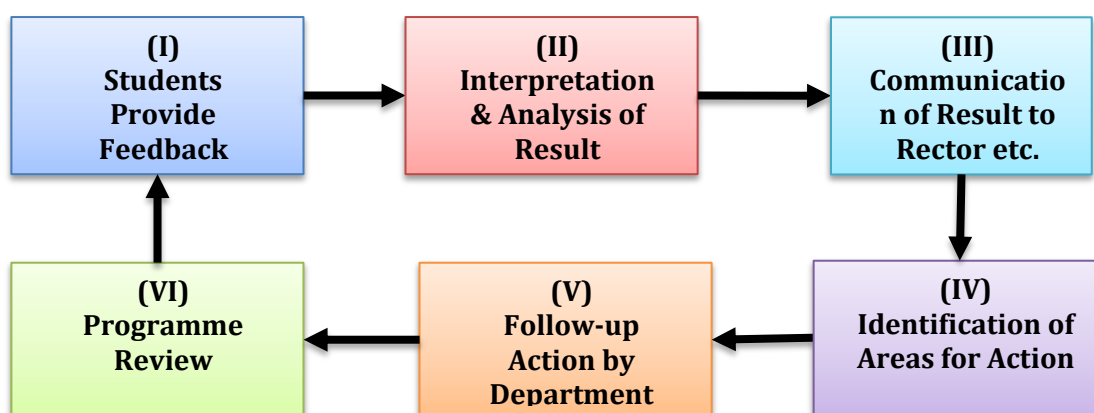 (I)
Students
Provide
Feedback
(II)
Interpretation
& Analysis of
Result
(III)
Communicatio
n of Result to
Rector etc.
(IV)
Identification of
Areas for Action
(V)
Follow-up
Action by
Department
(VI)
Programme
Review